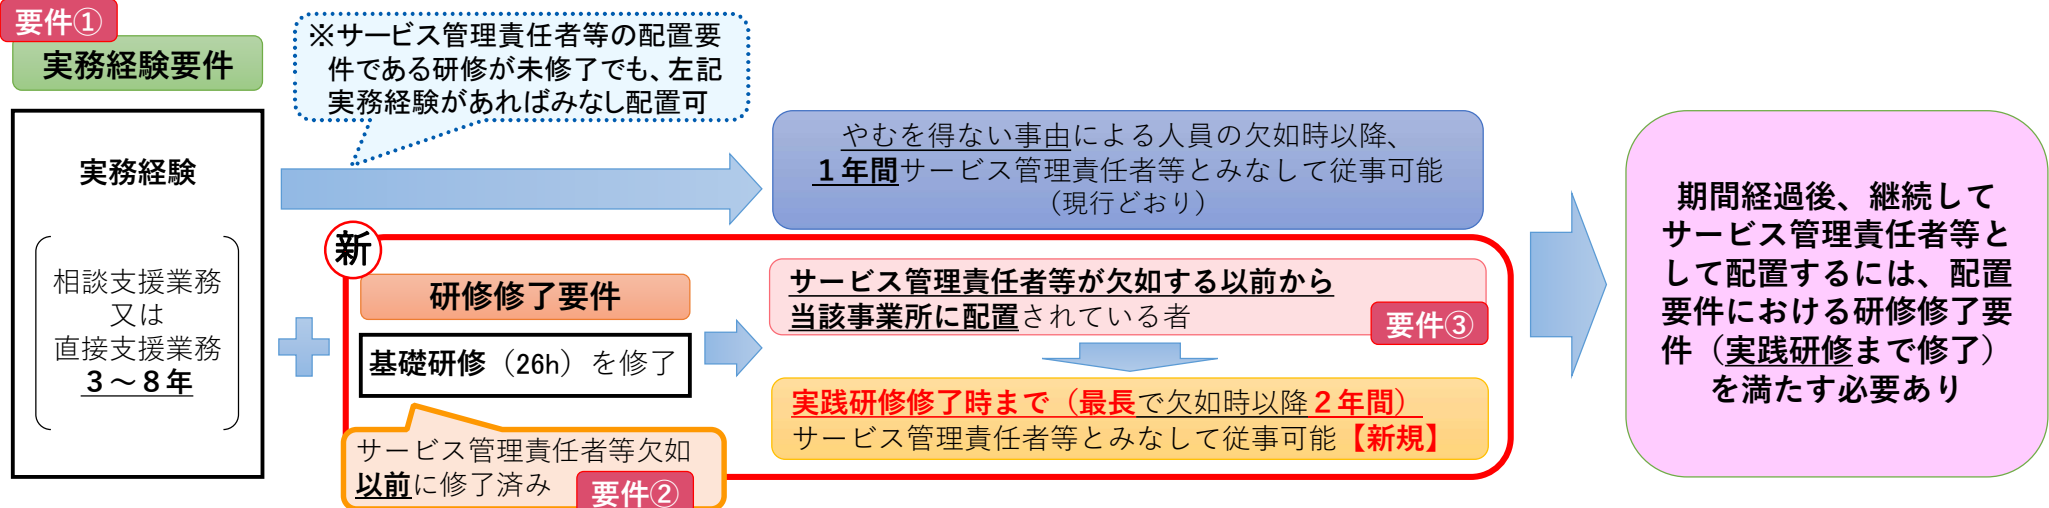 要件①
実務経験要件
実務経験
相談支援業務
又は
直接支援業務
３～８年
※サービス管理責任者等の配置要
件である研修が未修了でも、左記
実務経験があればみなし配置可
やむを得ない事由による人員の欠如時以降、
１年間サービス管理責任者等とみなして従事可能
（現行どおり）
新
研修修了要件
基礎研修（26h）を修了
サービス管理責任者等欠如
以前に修了済み
要件②
サービス管理責任者等が欠如する以前から
当該事業所に配置されている者
要件③
実践研修修了時まで（最長で欠如時以降２年間）
サービス管理責任者等とみなして従事可能【新規】
期間経過後、継続して
サービス管理責任者等と
して配置するには、配置
要件における研修修了要
件（実践研修まで修了）
を満たす必要あり